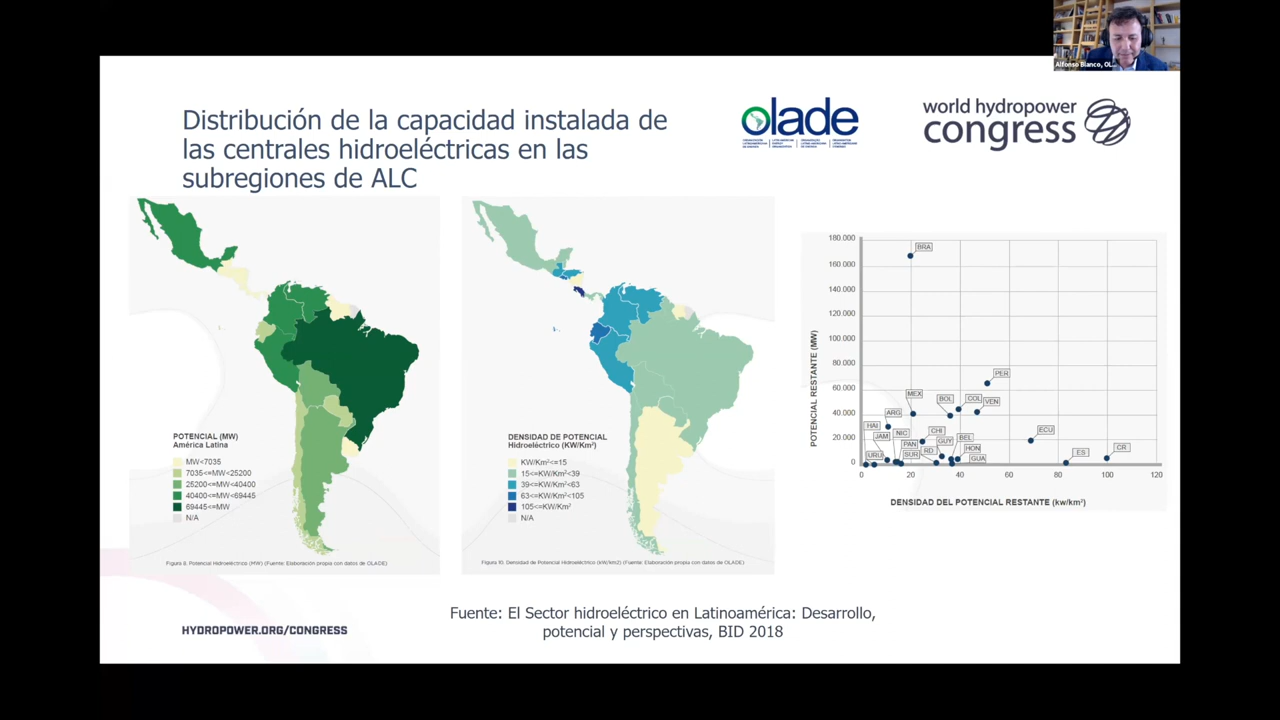 Alfonso Blanco, OL...
Distribución de la capacidad instalada de
las centrales hidroeléctricas en las
subregiones de ALC
olade
world hydropower
congress
POTENCIAL (MW)
América Latina
MW<7035
7035<=MW<25200
25200<=MW<40400
40400<=MW<69445
69445<=MW
N/A
Figura 8. Potencial Hidroeléctrico (MW) (Fuente: Elaboración propia con datos de OLADE)
DENSIDAD DE POTENCIAL
Hidroeléctrico (KW/Km²)
KW/Km²<=15
15<=KW/Km²<39
39<=KW/Km²<63
63<=KW/Km²<105
105<=KW/Km²
N/A
Figura 10. Densidad de Potencial Hidroeléctrico (kW/km2) (Fuente: Elaboración propia con datos de OLADE)
POTENCIAL RESTANTE (MW)
180.000
160.000
140.000
120.000
100.000
80.000
60.000
40.000
20.000
0
BRA
PER
MEX
BOL
COL
VEN
ARG
HAI
NIC
CHI
ECU
JAM
PAN
GUY
BEL
URU
SUR
RD
HON
GUA
ES
CR
0
20
40
60
80
100
120
DENSIDAD DEL POTENCIAL RESTANTE (kw/km²)
HYDROPOWER.ORG/CONGRESS
Fuente: El Sector hidroeléctrico en Latinoamérica: Desarrollo,
potencial y perspectivas, BID 2018